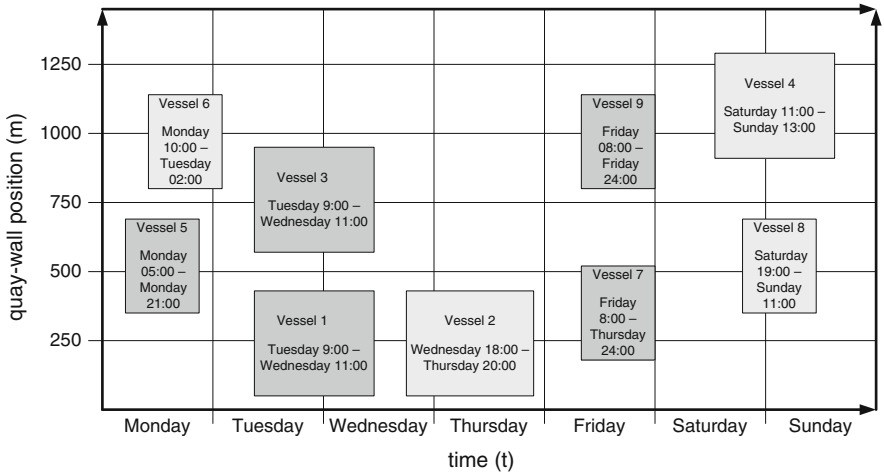 quay-wall position (m)
1250
1000
750
500
250
Vessel 6
Monday
10:00 –
Tuesday
02:00
Vessel 5
Monday
05:00 –
Monday
21:00
Vessel 3
Tuesday 9:00 –
Wednesday 11:00
Vessel 1
Tuesday 9:00 –
Wednesday 11:00
Vessel 2
Wednesday 18:00 –
Thursday 20:00
Vessel 9
Friday
08:00 –
Friday
24:00
Vessel 7
Friday
8:00 –
Thursday
24:00
Vessel 4
Saturday 11:00 –
Sunday 13:00
Vessel 8
Saturday
19:00 –
Sunday
11:00
Monday
Tuesday
Wednesday
Thursday
Friday
Saturday
Sunday
time (t)